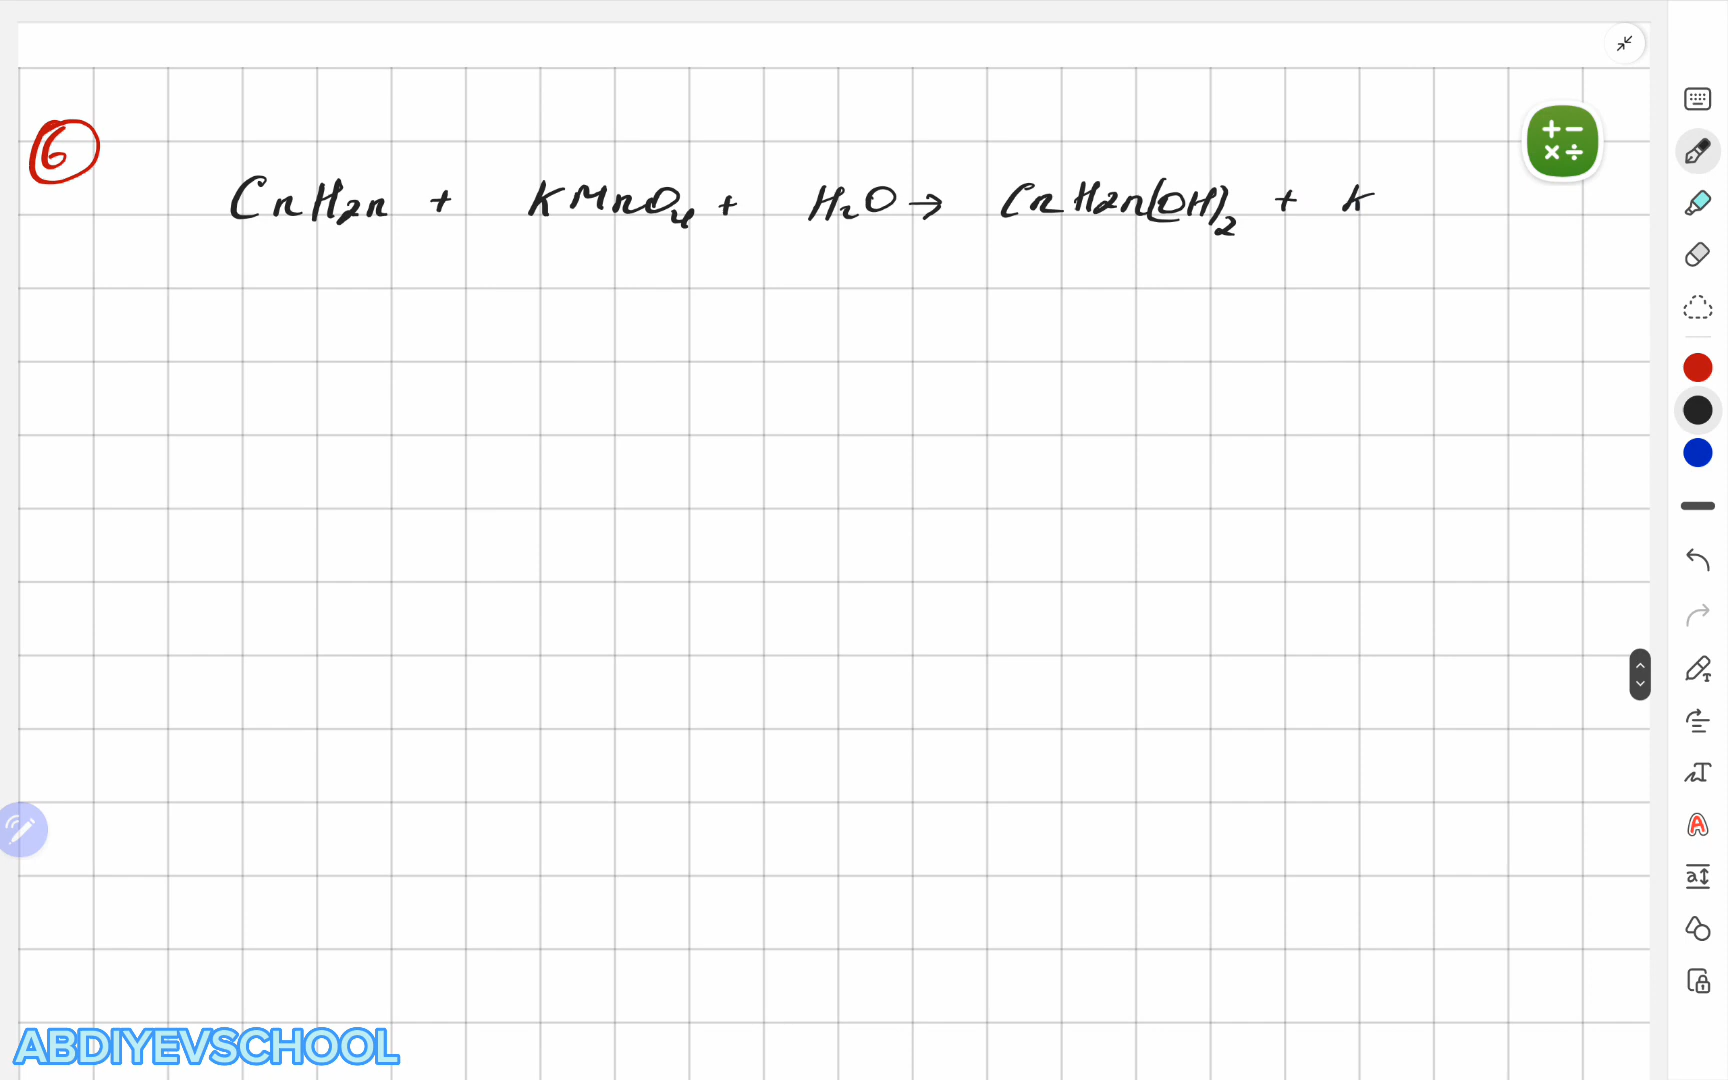 6
CnH2n + KMnO4 + H2O → CnH2n(OH)2 + K
ABDIYEVSCHOOL